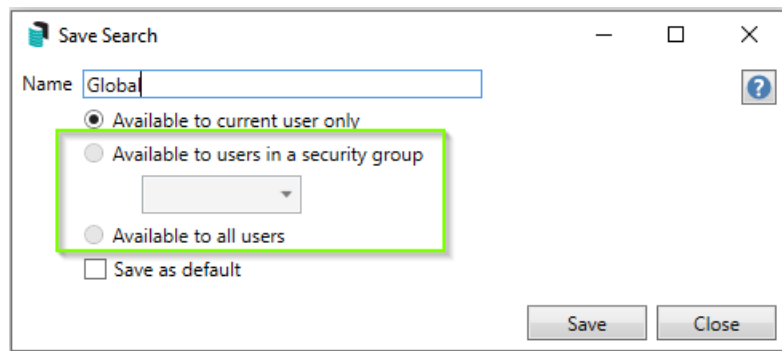 Save Search
Name Global
Available to current user only
Available to users in a security group
Available to all users
Save as default
Save Close